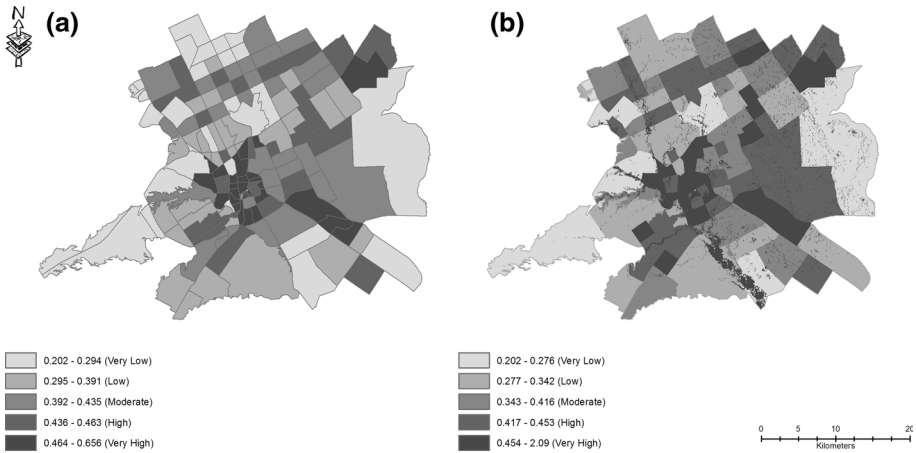 N
(a)
(b)
0.202 - 0.294 (Very Low)
0.295 - 0.391 (Low)
0.392 - 0.435 (Moderate)
0.436 - 0.463 (High)
0.464 - 0.656 (Very High)
0.202 - 0.276 (Very Low)
0.277 - 0.342 (Low)
0.343 - 0.416 (Moderate)
0.417 - 0.453 (High)
0.454 - 2.09 (Very High)
0 5 10 15 20
Kilometers